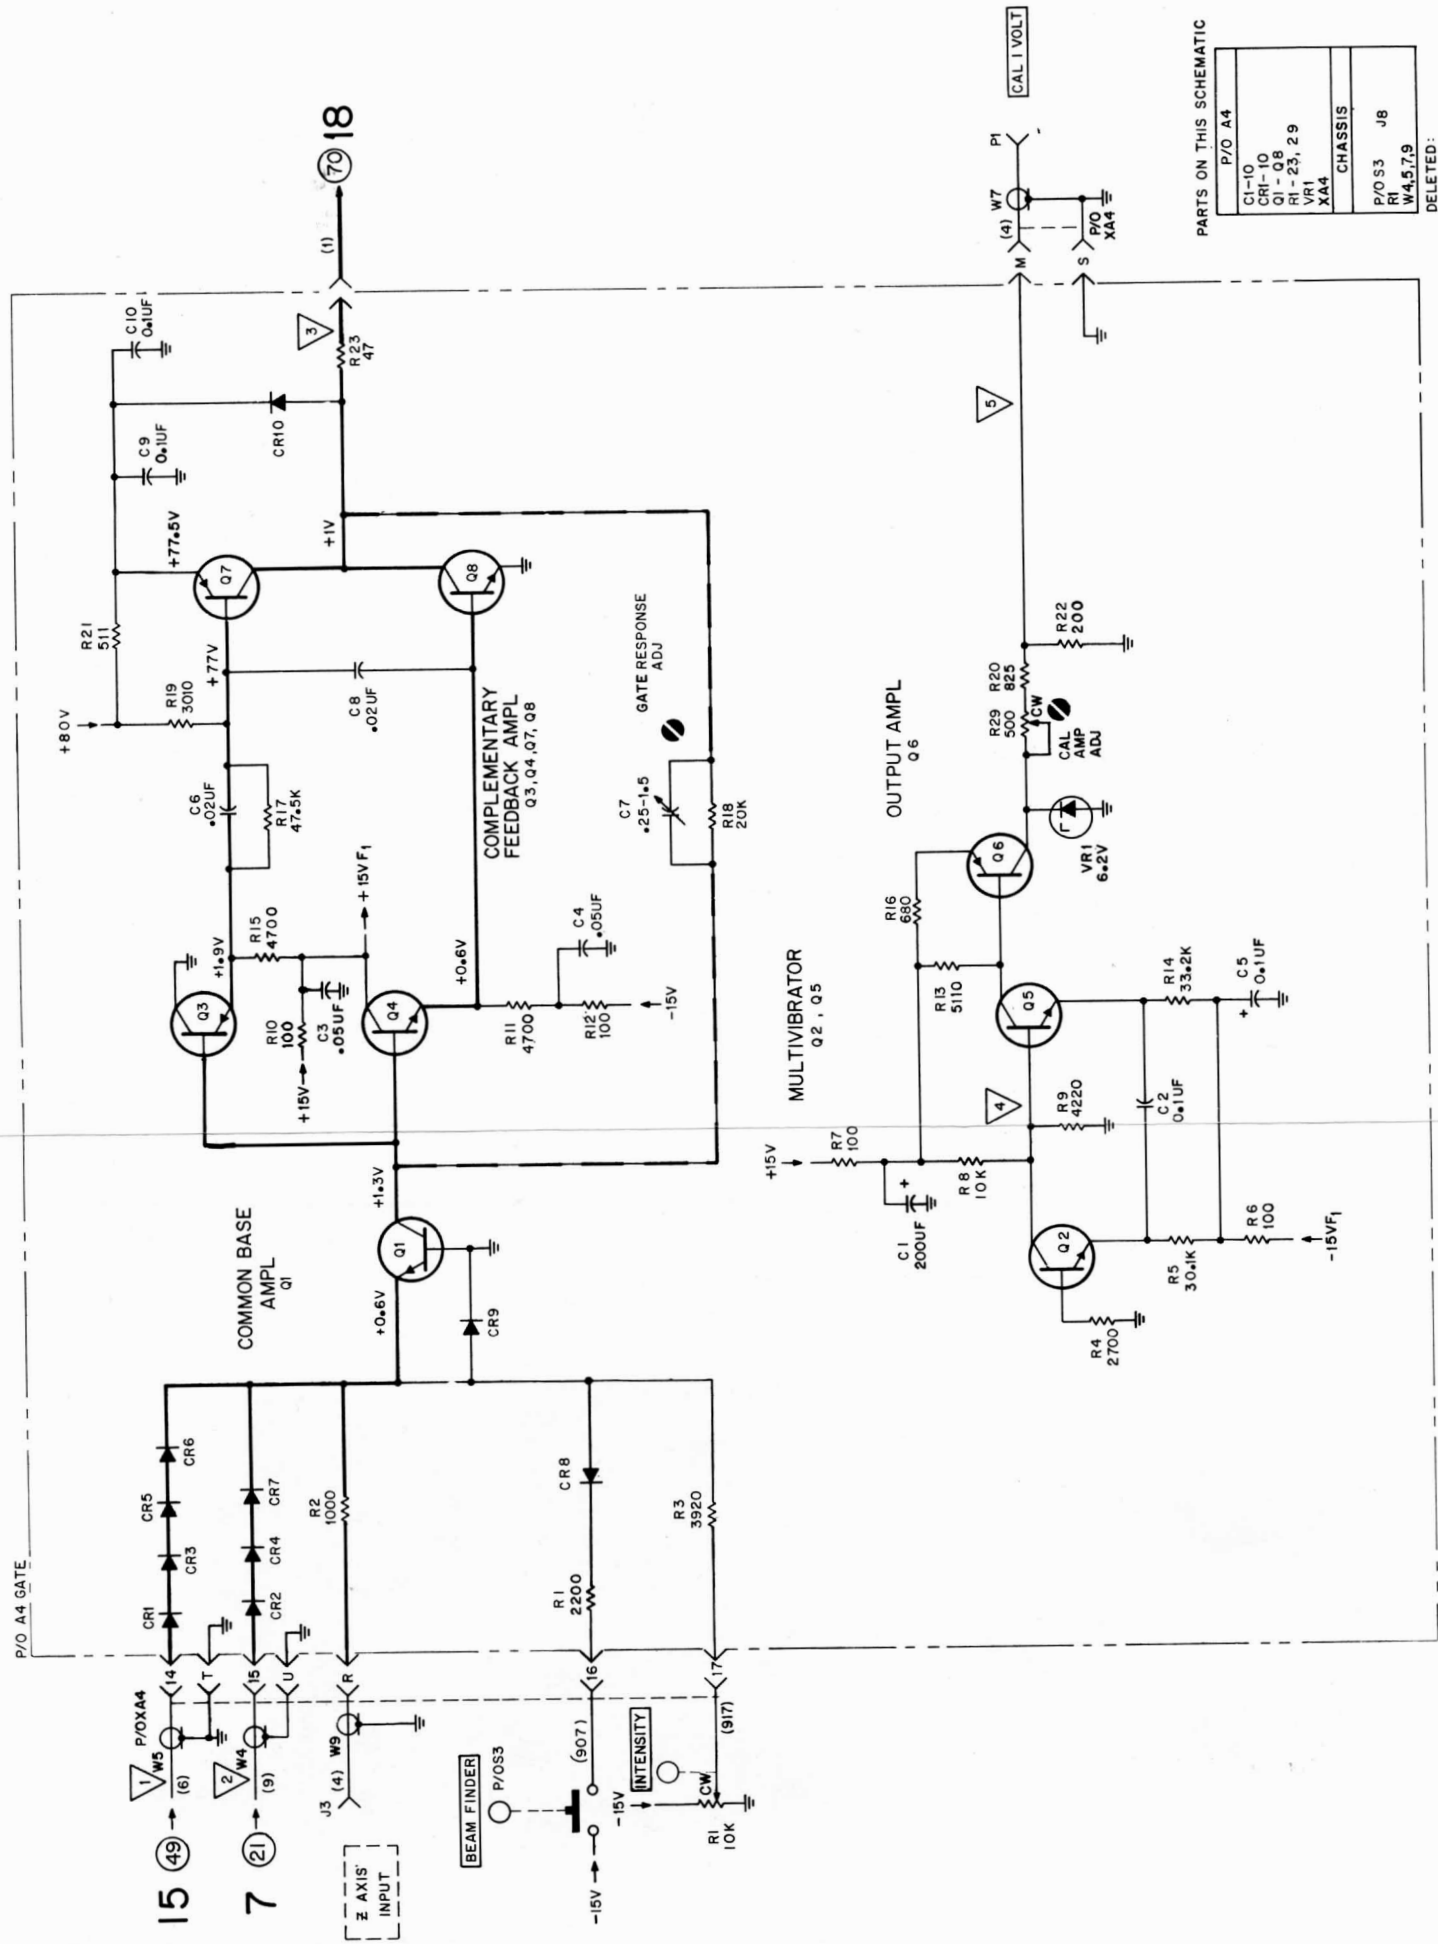 P/O A4 GATE
15
49
1
W5
(6)
P/OXA4
14
T
7
21
2
W4
(9)
15
U
Z AXIS
INPUT
J3
(4)
W9
R
BEAM FINDER
P/OS3
-15V
(907)
16
INTENSITY
-15V
R1
10K
CW
(917)
17
CR1
CR3
CR5
CR6
CR2
CR4
CR7
R2
1000
R1
2200
CR8
R3
3920
COMMON BASE
AMPL
Q1
+0.6V
Q1
+1.3V
CR9
Q3
+1.9V
R10
100
+15V
C3
.05UF
R15
4700
+15VF1
Q4
+0.6V
R11
4700
R12
100
-15V
C4
.05UF
C6
.02UF
R17
47.5K
+80V
R19
3010
R21
511
+77V
C8
.02UF
COMPLEMENTARY
FEEDBACK AMPL
Q3,Q4,Q7,Q8
C7
.25-1.5
GATE RESPONSE
ADJ
R18
20K
+77.5V
Q7
Q8
+1V
C9
0.1UF
C10
0.1UF
CR10
R23
47
3
(1)
70
18
MULTIVIBRATOR
Q2 , Q5
+15V
R7
100
C1
200UF
+
R8
10K
4
R9
4220
Q2
R4
2700
R5
30.1K
R6
100
-15VF1
C2
0.1UF
R13
5110
Q5
R14
33.2K
C5
0.1UF
+
OUTPUT AMPL
Q6
R16
680
Q6
VR1
6.2V
R29
500
CW
CAL
AMP
ADJ
R20
825
R22
200
5
M
S
(4)
W7
P/O
XA4
P1
CAL 1 VOLT
PARTS ON THIS SCHEMATIC
P/O A4
C1-10
CR1-10
Q1 - Q8
R1 - 23, 29
VR1
XA4
CHASSIS
P/O S3 J8
R1
W4,5,7,9
DELETED: